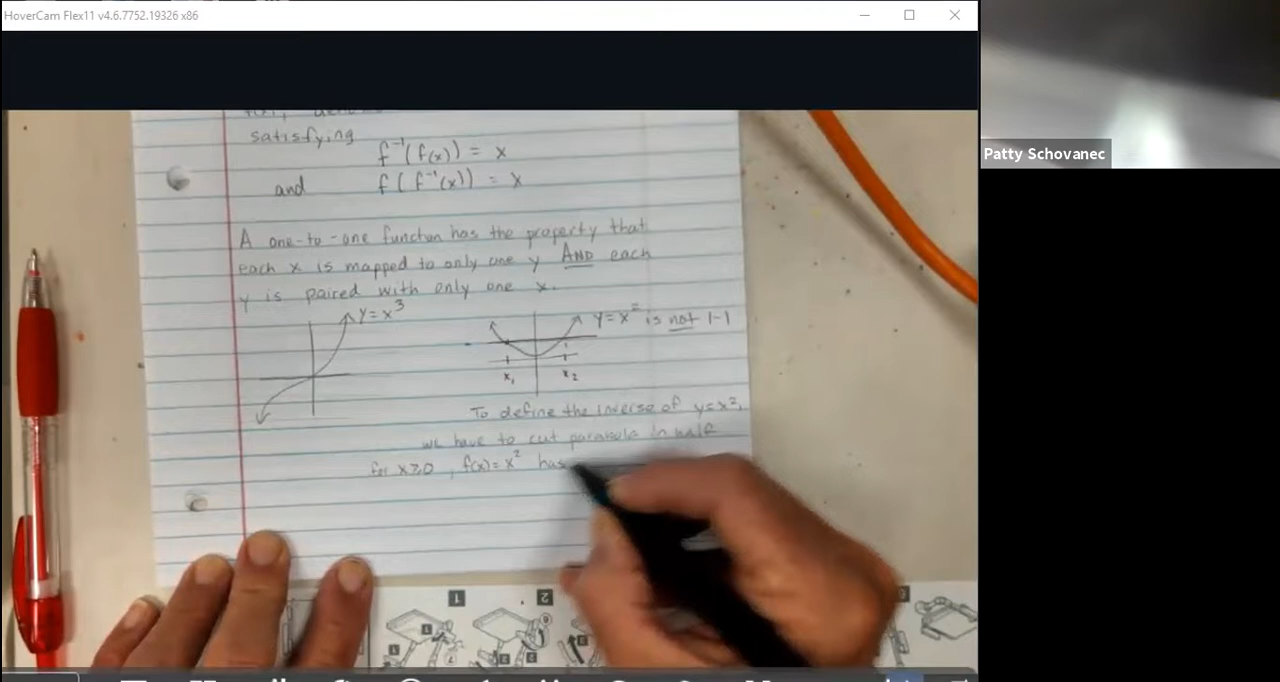 HoverCam Flex11 v4.6.7752.19326 x86
Patty Schovanec
satisfying
f⁻¹(f(x)) = x
and f(f⁻¹(x)) = x
A one-to-one function has the property that
each x is mapped to only one y AND each
y is paired with only one x.
y=x³
y=x² is not 1-1
x₁ x₂
To define the inverse of y=x²,
we have to cut parabola in half
for x≥0, f(x)=x² has
1 2